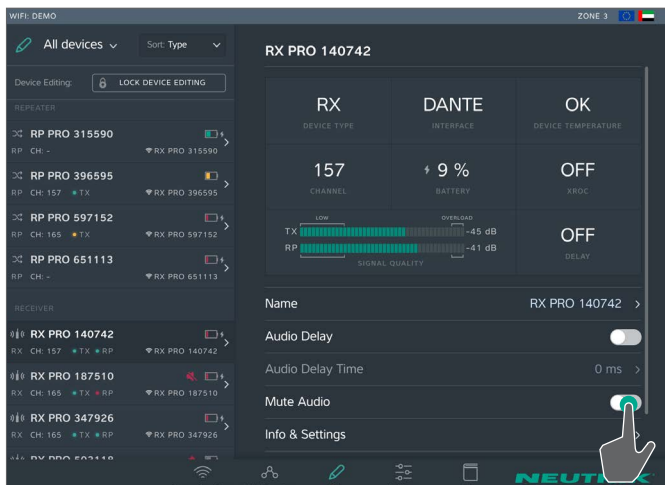 WIFI: DEMO
ZONE 3
All devices
Sort: Type
Device Editing:
LOCK DEVICE EDITING
REPEATER
RP PRO 315590
RP CH: -
RX PRO 315590
RP PRO 396595
RP CH: 157 TX
RX PRO 396595
RP PRO 597152
RP CH: 165 TX
RX PRO 597152
RP PRO 651113
RP CH: -
RX PRO 651113
RECEIVER
RX PRO 140742
RX CH: 157 TX RP
RX PRO 140742
RX PRO 187510
RX CH: 165 TX RP
RX PRO 187510
RX PRO 347926
RX CH: 165 TX RP
RX PRO 347926
RX PRO 140742
RX
DEVICE TYPE
DANTE
INTERFACE
OK
DEVICE TEMPERATURE
157
CHANNEL
9 %
BATTERY
OFF
XROC
LOW
OVERLOAD
TX
-45 dB
RP
-41 dB
SIGNAL QUALITY
OFF
DELAY
Name
RX PRO 140742
Audio Delay
Audio Delay Time
0 ms
Mute Audio
Info & Settings